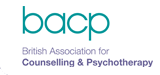 bacp
British Association for
Counselling & Psychotherapy